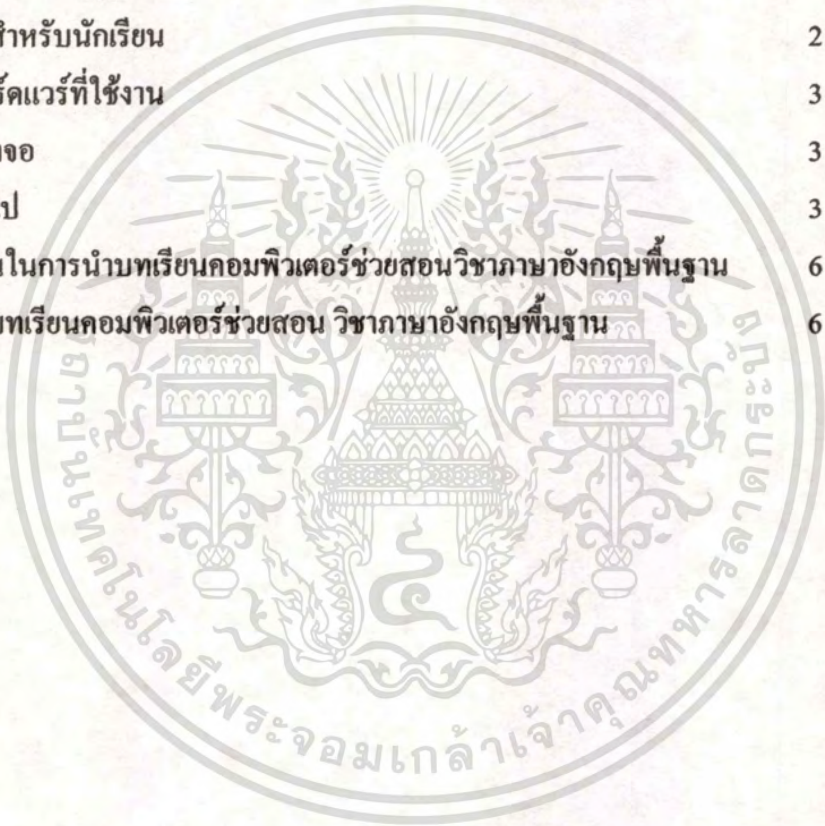 สำหรับนักเรียน 2
ร์ดแวร์ที่ใช้งาน 3
จอ 3
ไป 3
ในการนำบทเรียนคอมพิวเตอร์ช่วยสอนวิชาภาษาอังกฤษพื้นฐาน 6
บทเรียนคอมพิวเตอร์ช่วยสอน วิชาภาษาอังกฤษพื้นฐาน 6
สถาบันเทคโนโลยีพระจอมเกล้าเจ้าคุณทหารลาดกระบัง